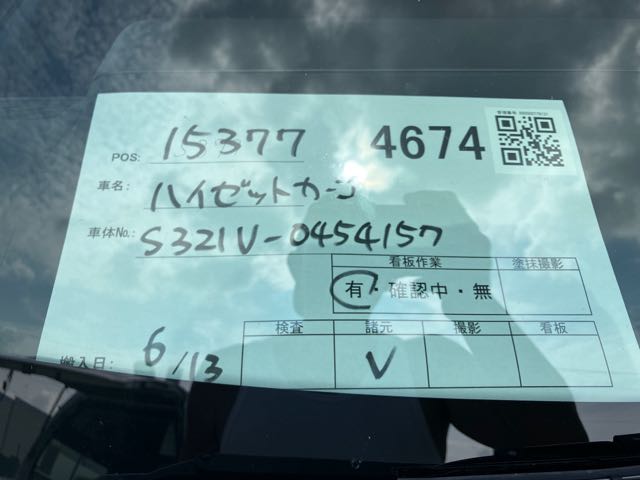 POS: 15377 4674
車名: ハイゼットカーゴ
車体No.: S321V-0454157
看板作業 塗抹撮影
有・確認中・無
検査 諸元 撮影 看板
搬入日: 6/13 V